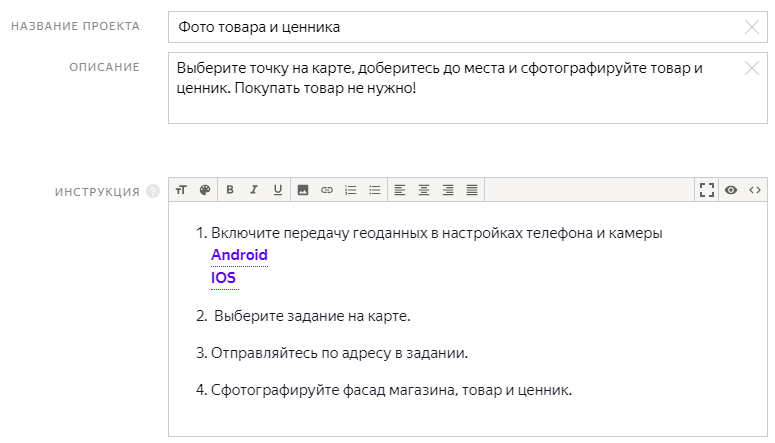 НАЗВАНИЕ ПРОЕКТА
Фото товара и ценника
ОПИСАНИЕ
Выберите точку на карте, доберитесь до места и сфотографируйте товар и
ценник. Покупать товар не нужно!
ИНСТРУКЦИЯ ?
тТ B I U
1. Включите передачу геоданных в настройках телефона и камеры
Android
IOS
2. Выберите задание на карте.
3. Отправляйтесь по адресу в задании.
4. Сфотографируйте фасад магазина, товар и ценник.